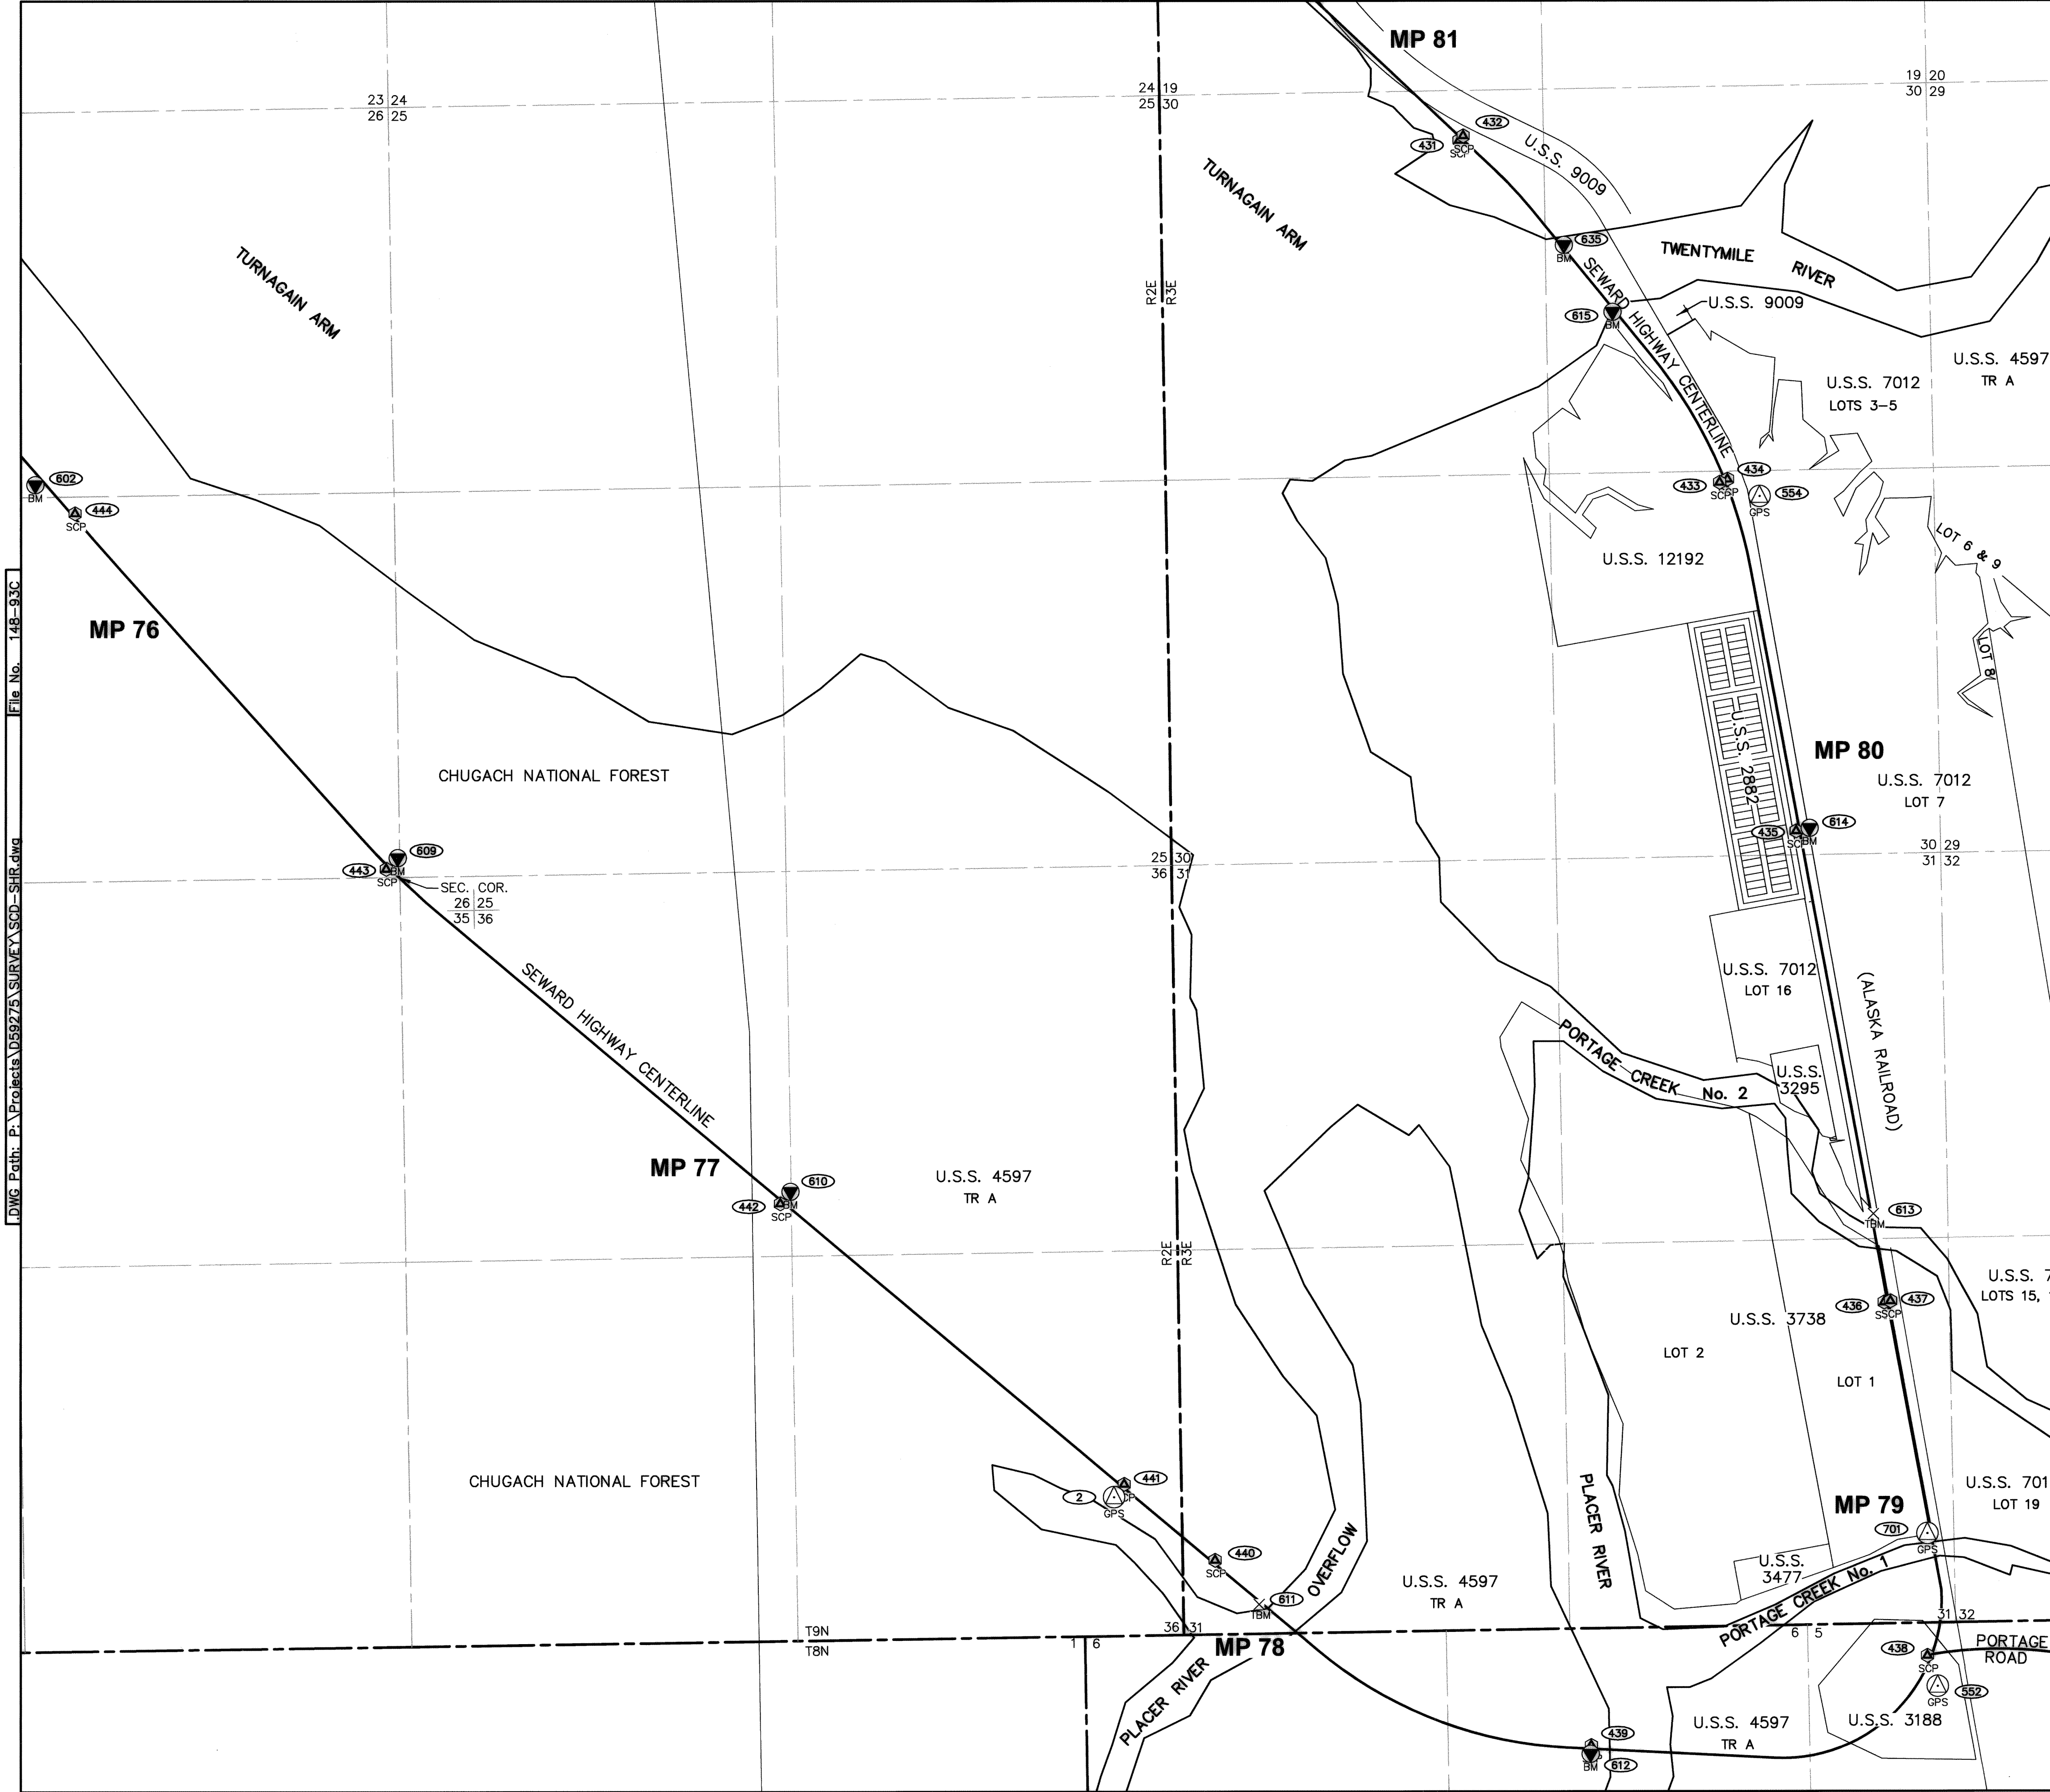 MP 81
19 20
30 29
24 19
25 30
23 24
26 25
432
431
SCP
SCP
U.S.S. 9009
TURNAGAIN ARM
TURNAGAIN ARM
635
BM
TWENTYMILE RIVER
R2E
R3E
U.S.S. 9009
615
BM
SEWARD HIGHWAY CENTERLINE
U.S.S. 4597
TR A
U.S.S. 7012
LOTS 3-5
602
BM
444
SCP
434
433
SCP
554
GPS
LOT 6 & 9
U.S.S. 12192
MP 76
LOT 8
File No. 148-93C
U.S.S. 2882
MP 80
CHUGACH NATIONAL FOREST
U.S.S. 7012
LOT 7
435
614
BM
609
443
BM
SCP
25 30
36 31
30 29
31 32
SEC. COR.
26 25
35 36
SEWARD HIGHWAY CENTERLINE
U.S.S. 7012
LOT 16
(ALASKA RAILROAD)
PORTAGE CREEK No. 2
U.S.S.
3295
.DWG Path: P:\Projects\D59275\SURVEY\SCD-SHR.dwg
MP 77
610
442
BM
SCP
U.S.S. 4597
TR A
613
TBM
R2E
R3E
U.S.S. 7
LOTS 15,
436
437
SCP
U.S.S. 3738
LOT 2
LOT 1
CHUGACH NATIONAL FOREST
441
2
GPS
PLACER RIVER
MP 79
U.S.S. 701
LOT 19
701
GPS
440
SCP
OVERFLOW
U.S.S. 4597
TR A
U.S.S.
3477
PORTAGE CREEK No. 1
611
TBM
T9N
T8N
36 31
1 6
MP 78
6 5
31 32
438
SCP
PORTAGE
ROAD
PLACER RIVER
552
GPS
439
612
BM
U.S.S. 4597
TR A
U.S.S. 3188